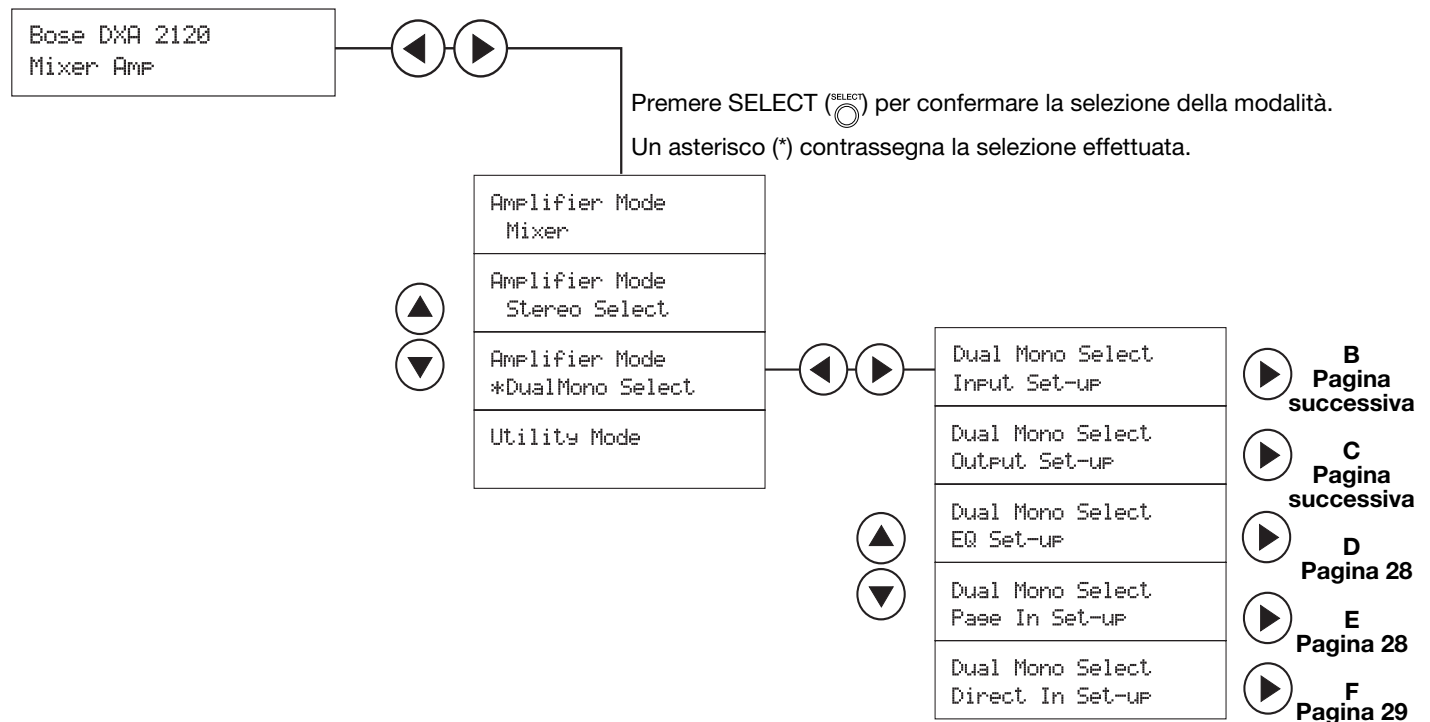 Bose DXA 2120
Mixer Amp
Premere SELECT (SELECT) per confermare la selezione della modalità.
Un asterisco (*) contrassegna la selezione effettuata.
Amplifier Mode
Mixer
Amplifier Mode
Stereo Select
Amplifier Mode
*DualMono Select
Utility Mode
Dual Mono Select
Input Set-up
B
Pagina
successiva
Dual Mono Select
Output Set-up
C
Pagina
successiva
Dual Mono Select
EQ Set-up
D
Pagina 28
Dual Mono Select
Page In Set-up
E
Pagina 28
Dual Mono Select
Direct In Set-up
F
Pagina 29